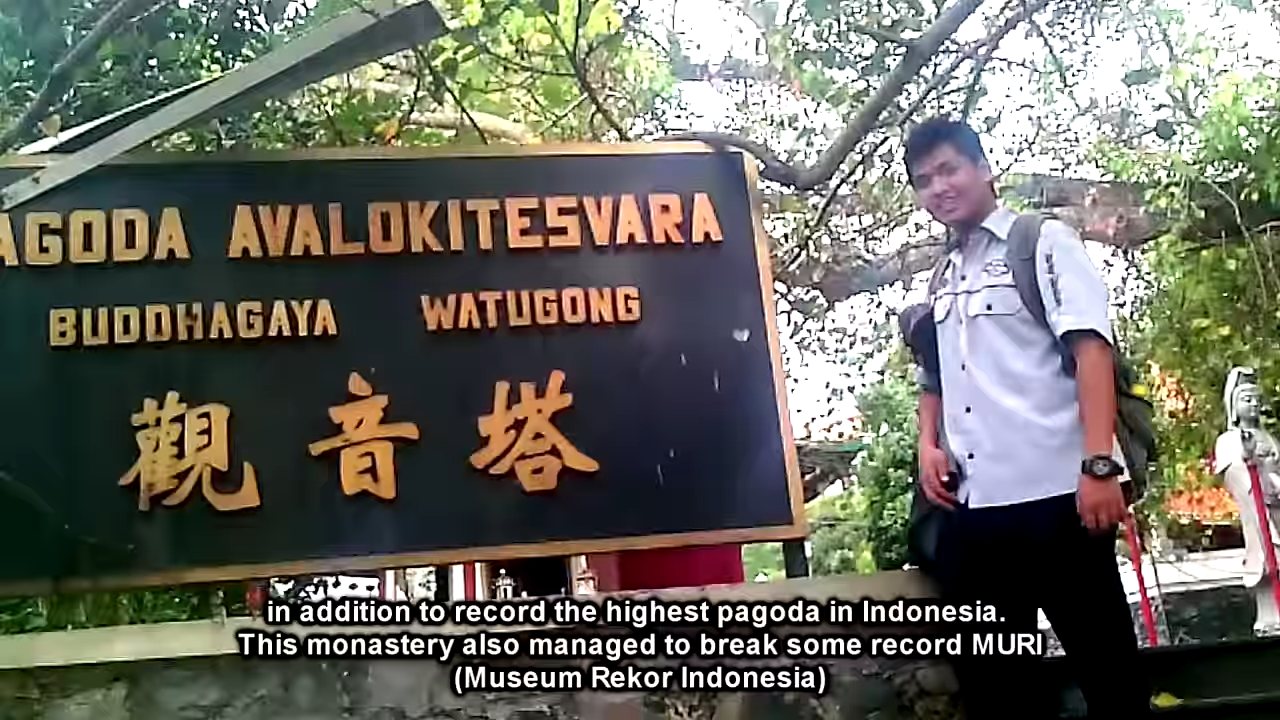 AGODA AVALOKITESVARA
BUDDHAGAYA WATUGONG
觀音塔
in addition to record the highest pagoda in Indonesia.
This monastery also managed to break some record MURI
(Museum Rekor Indonesia)